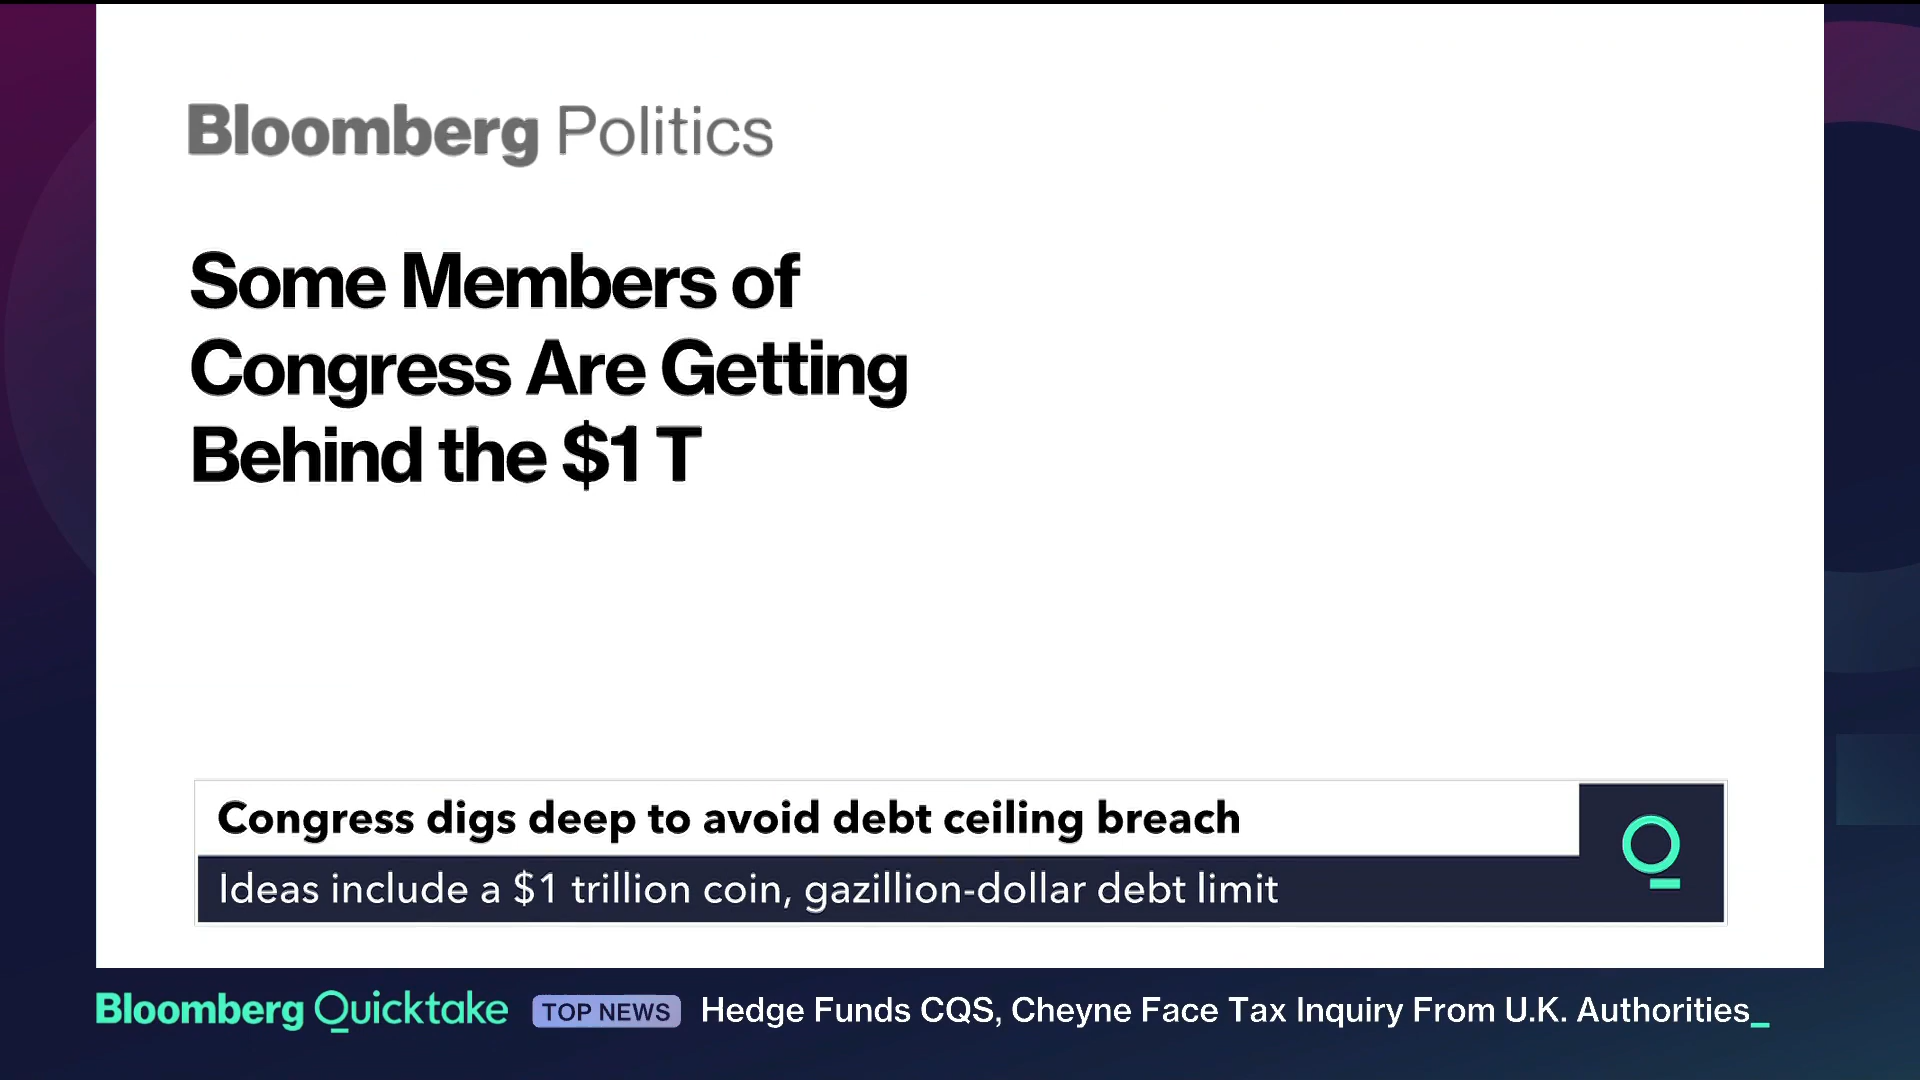 Bloomberg Politics
Some Members of
Congress Are Getting
Behind the $1 T
Congress digs deep to avoid debt ceiling breach
Ideas include a $1 trillion coin, gazillion-dollar debt limit
Bloomberg Quicktake TOP NEWS Hedge Funds CQS, Cheyne Face Tax Inquiry From U.K. Authorities_